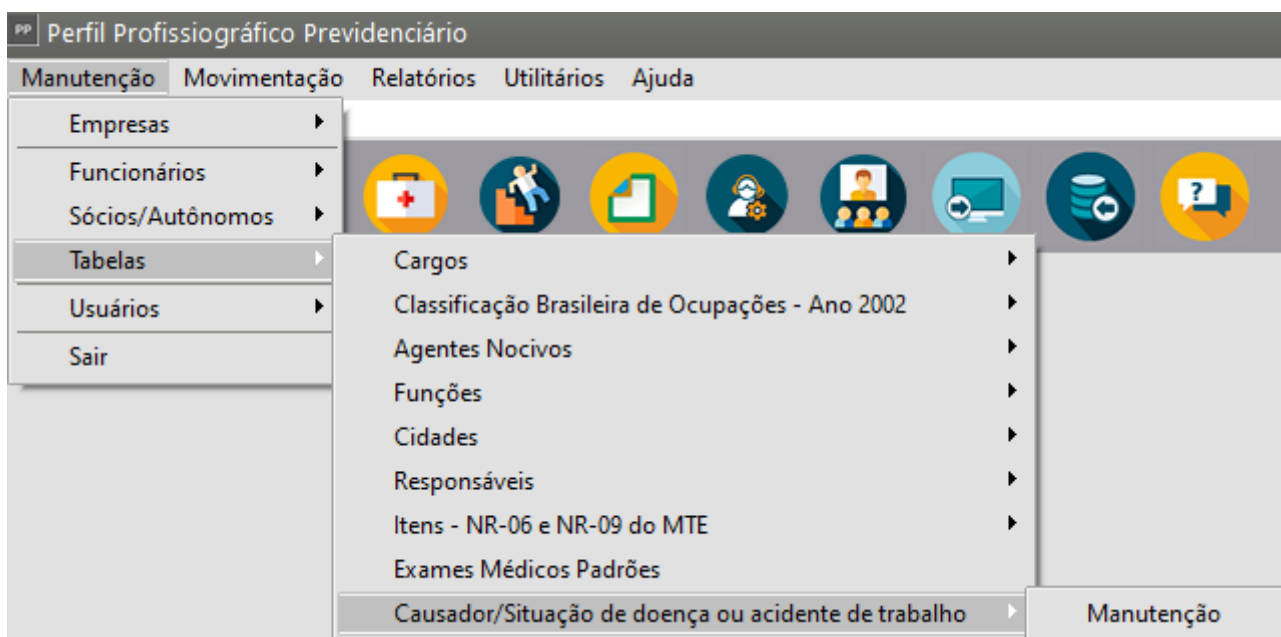 PP Perfil Profissiográfico Previdenciário
Manutenção Movimentação Relatórios Utilitários Ajuda
Empresas
Funcionários
Sócios/Autônomos
Tabelas
Usuários
Sair
Cargos
Classificação Brasileira de Ocupações - Ano 2002
Agentes Nocivos
Funções
Cidades
Responsáveis
Itens - NR-06 e NR-09 do MTE
Exames Médicos Padrões
Causador/Situação de doença ou acidente de trabalho
Manutenção
?